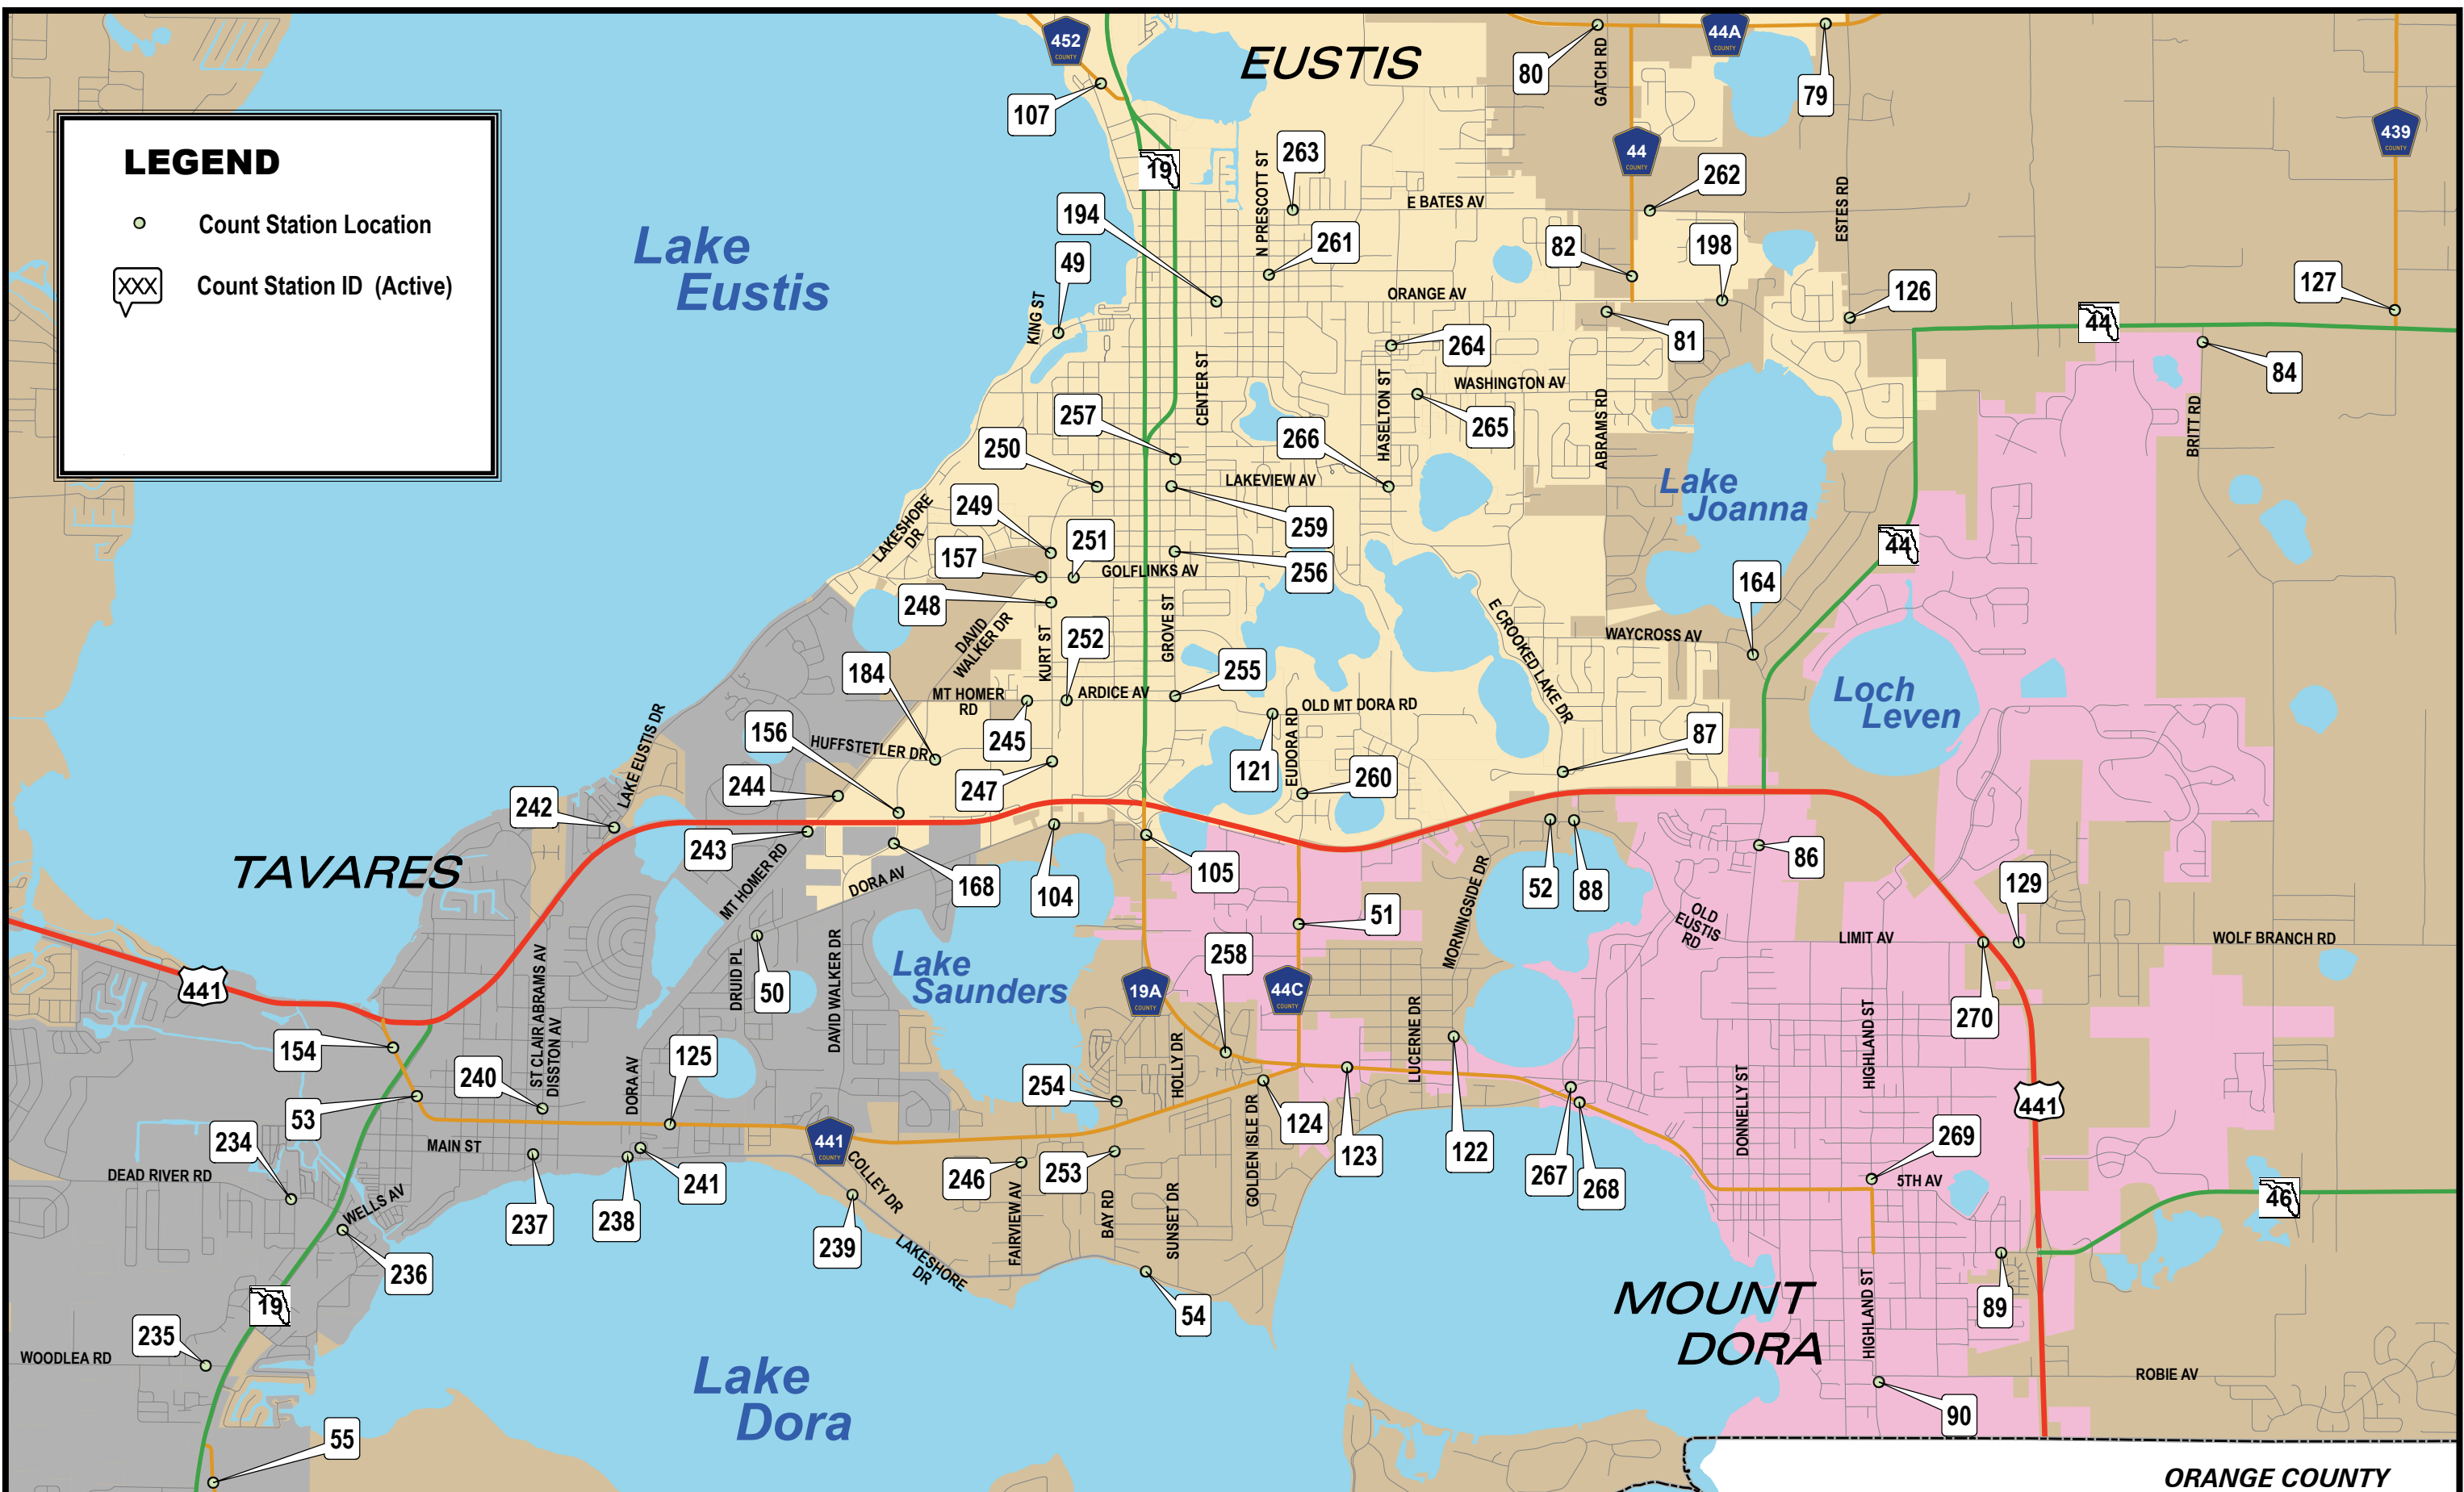 452
COUNTY
EUSTIS
80
GATCH RD
44A
COUNTY
79
439
COUNTY
107
LEGEND
Count Station Location
XXX
Count Station ID (Active)
19
N PRESCOTT ST
263
44
COUNTY
262
E BATES AV
ESTES RD
194
261
82
198
Lake
Eustis
49
KING ST
ORANGE AV
126
127
44
264
81
84
CENTER ST
HASELTON ST
WASHINGTON AV
265
ABRAMS RD
BRITT RD
257
250
266
LAKEVIEW AV
Lake
Joanna
LAKESHORE
DR
249
259
251
157
GOLFLINKS AV
256
44
248
164
DAVID
WALKER DR
KURT ST
GROVE ST
252
E CROOKED LAKE DR
WAYCROSS AV
184
255
MT HOMER
RD
ARDICE AV
OLD MT DORA RD
Loch
Leven
LAKE EUSTIS DR
156
HUFFSTETLER DR
245
121
EUDORA RD
87
244
247
260
242
243
MT HOMER RD
TAVARES
DORA AV
168
104
105
52
88
86
129
51
MORNINGSIDE DR
OLD
EUSTIS
RD
LIMIT AV
WOLF BRANCH RD
258
441
ST CLAIR ABRAMS AV
DISSTON AV
DRUID PL
50
DAVID WALKER DR
Lake
Saunders
19A
COUNTY
44C
COUNTY
270
154
LUCERNE DR
HIGHLAND ST
240
125
DORA AV
254
HOLLY DR
441
53
234
MAIN ST
441
COUNTY
124
123
122
DONNELLY ST
269
DEAD RIVER RD
241
COLLEY DR
246
253
GOLDEN ISLE DR
267
268
5TH AV
46
WELLS AV
237
238
239
FAIRVIEW AV
BAY RD
SUNSET DR
236
LAKESHORE
DR
19
54
MOUNT
DORA
89
HIGHLAND ST
235
WOODLEA RD
Lake
Dora
ROBIE AV
90
55
ORANGE COUNTY